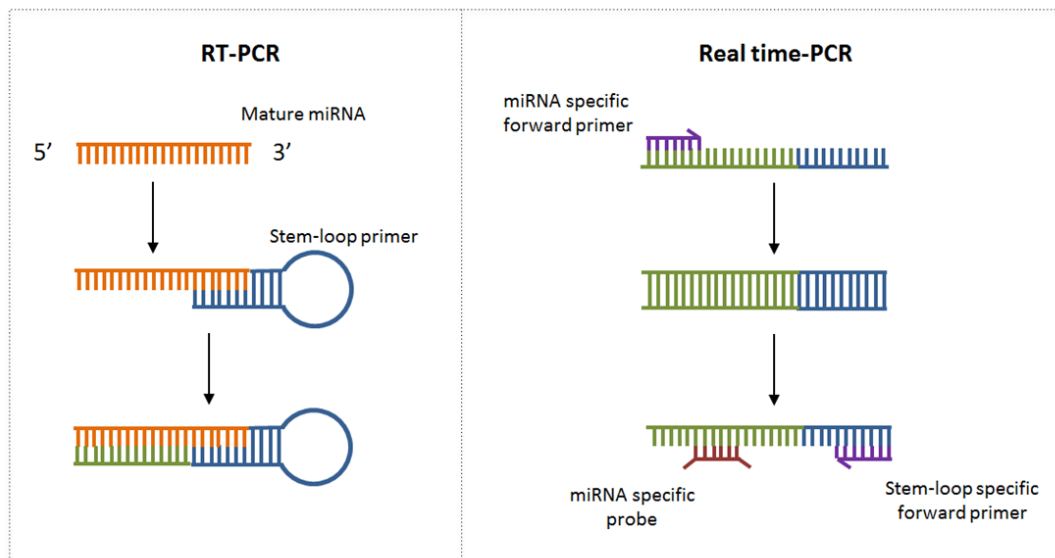 RT-PCR
Mature miRNA
5’
3’
Stem-loop primer
Real time-PCR
miRNA specific
forward primer
miRNA specific
probe
Stem-loop specific
forward primer